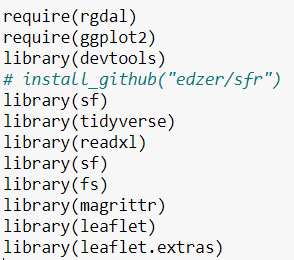 require(rgdal)
require(ggplot2)
library(devtools)
# install_github("edzer/sfr")
library(sf)
library(tidyverse)
library(readxl)
library(sf)
library(fs)
library(magrittr)
library(leaflet)
library(leaflet.extras)